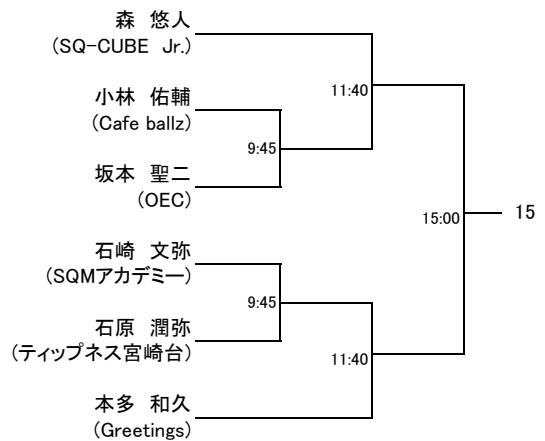 森　悠人
(SQ-CUBE Jr.)
11:40
小林　佑輔
(Cafe ballz)
9:45
坂本　聖二
(OEC)
15:00
15
石崎　文弥
(SQMアカデミー)
9:45
石原　潤弥
(ティップネス宮崎台)
11:40
本多　和久
(Greetings)